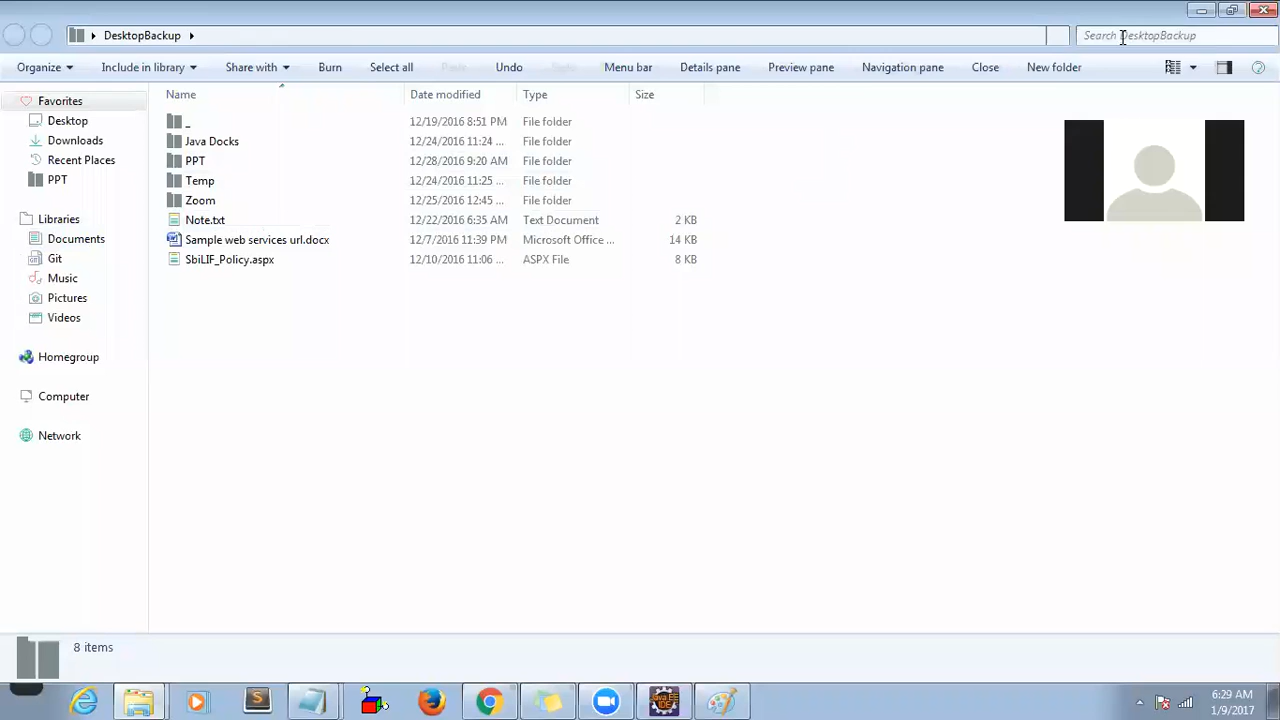 DesktopBackup
Search DesktopBackup
Organize Include in library Share with Burn Select all Paste Undo Menu bar Details pane Preview pane Navigation pane Close New folder
Name Date modified Type Size
Favorites
Desktop
Downloads
Recent Places
PPT
Libraries
Documents
Git
Music
Pictures
Videos
Homegroup
Computer
Network
_ 12/19/2016 8:51 PM File folder
Java Docks 12/24/2016 11:24 ... File folder
PPT 12/28/2016 9:20 AM File folder
Temp 12/24/2016 11:25 ... File folder
Zoom 12/25/2016 12:45 ... File folder
Note.txt 12/22/2016 6:35 AM Text Document 2 KB
Sample web services url.docx 12/7/2016 11:39 PM Microsoft Office ... 14 KB
SbiLIF_Policy.aspx 12/10/2016 11:06 ... ASPX File 8 KB
8 items
S
Java EE
IDE
6:29 AM
1/9/2017